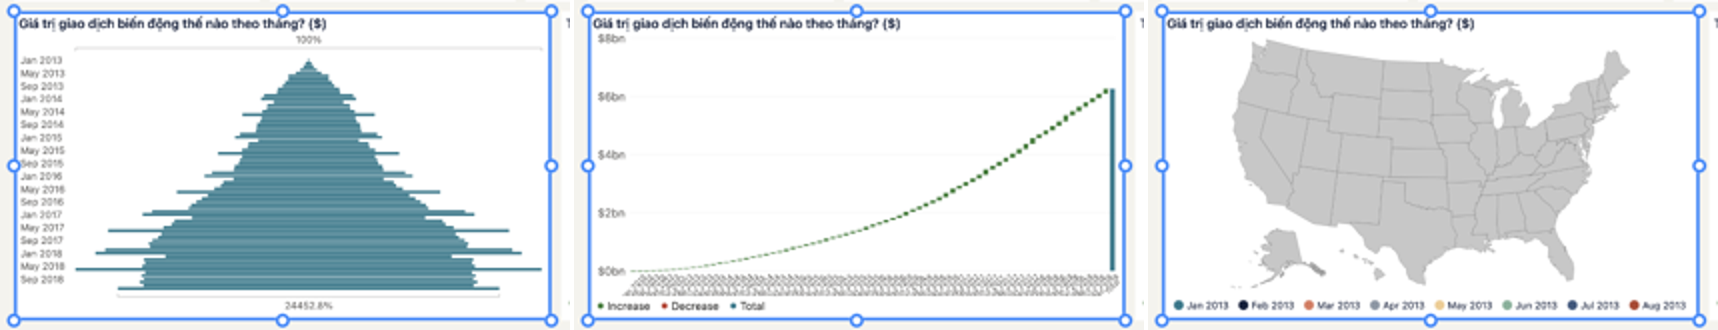 Giá trị giao dịch biến động thế nào theo tháng? ($)
100%
Jan 2013
May 2013
Sep 2013
Jan 2014
May 2014
Sep 2014
Jan 2015
May 2015
Sep 2015
Jan 2016
May 2016
Sep 2016
Jan 2017
May 2017
Sep 2017
Jan 2018
May 2018
Sep 2018
24452.8%
Giá trị giao dịch biến động thế nào theo tháng? ($)
$8bn
$6bn
$4bn
$2bn
$0bn
Increase Decrease Total
Giá trị giao dịch biến động thế nào theo tháng? ($)
Jan 2013 Feb 2013 Mar 2013 Apr 2013 May 2013 Jun 2013 Jul 2013 Aug 2013